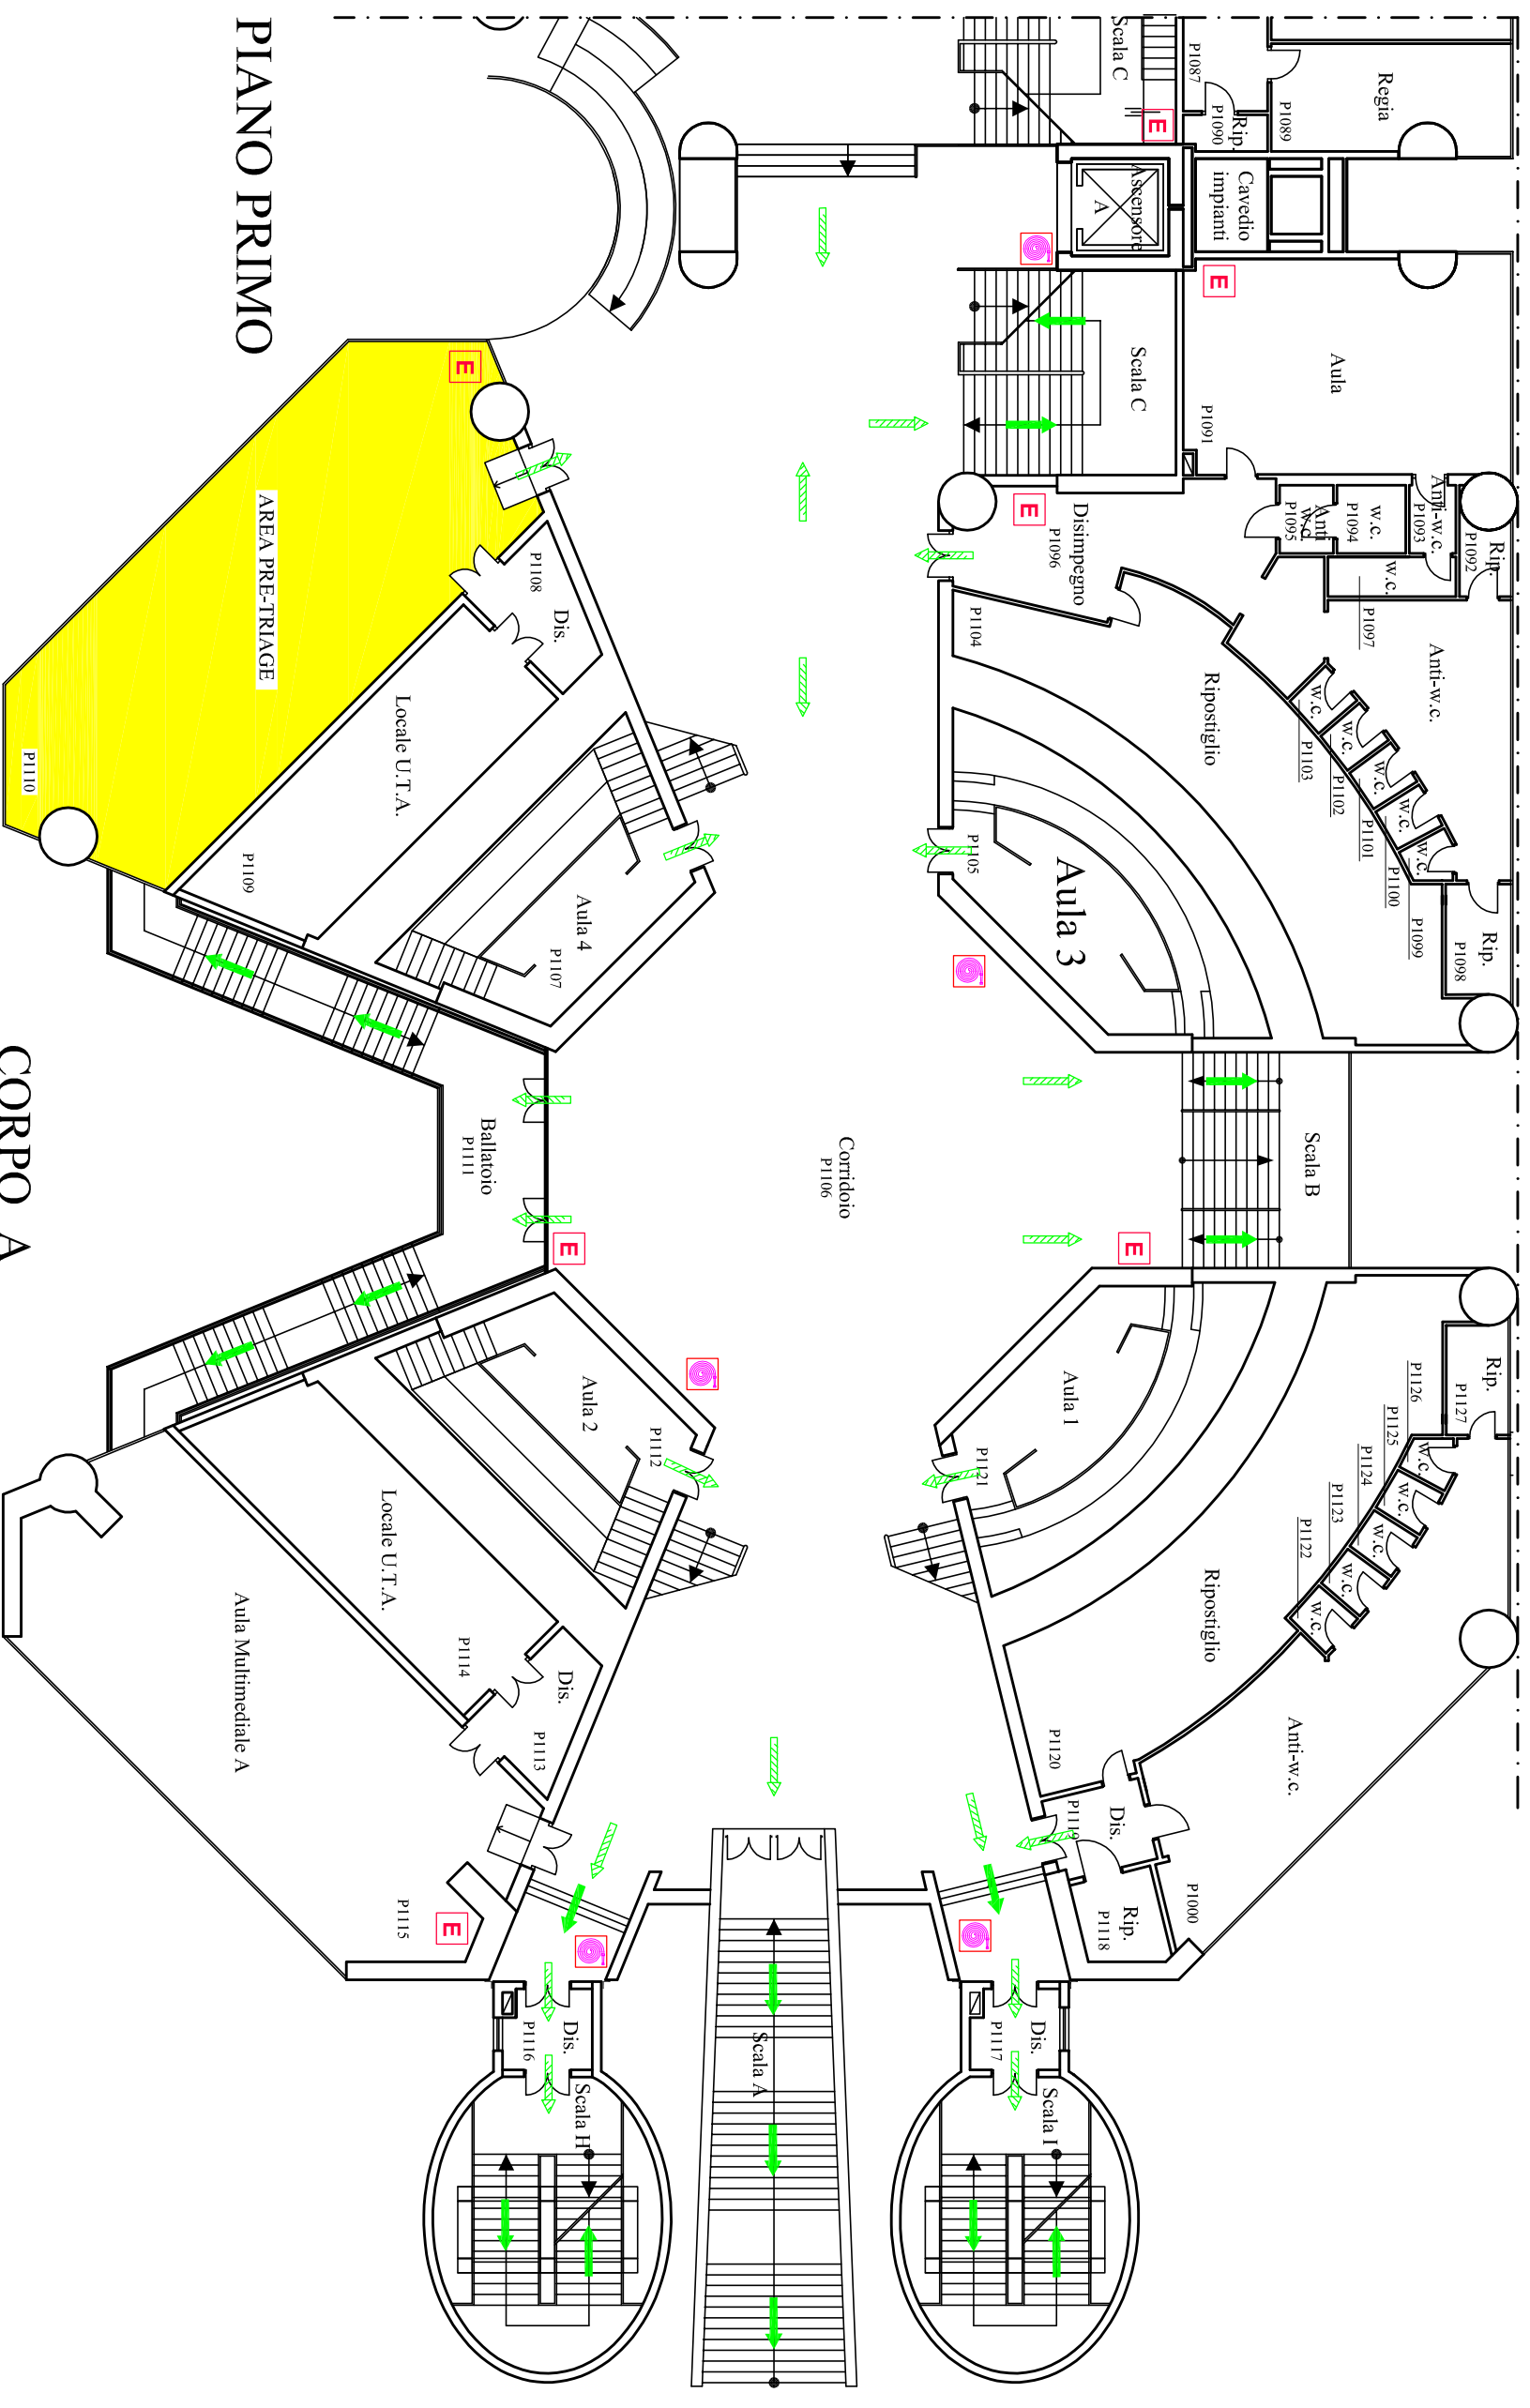 PIANO PRIMO
CORPO A
Regia
P1089
P1087
Scala C
E
Rip.
P1090
Cavedio
impianti
Ascensore
A
E
Aula
P1091
Scala C
Rip.
P1092
Anti-w.c.
P1093
w.c.
P1094
Anti
w.c.
P1095
w.c.
P1097
E
Disimpegno
P1096
P1104
Anti-w.c.
Ripostiglio
w.c.
P1103
w.c.
P1102
w.c.
P1101
w.c.
P1100
w.c.
P1099
Rip.
P1098
P1105
Aula 3
E
AREA PRE-TRIAGE
P1110
Dis.
P1108
Locale U.T.A.
P1109
Aula 4
P1107
Scala B
E
Corridoio
P1106
Ballatoio
P1111
E
Rip.
P1127
P1126
P1125
P1124
P1123
P1122
w.c.
w.c.
w.c.
w.c.
w.c.
Aula 1
P1121
Ripostiglio
P1120
Anti-w.c.
Aula 2
P1112
Locale U.T.A.
P1114
Dis.
P1113
Aula Multimediale A
P1115
E
Dis.
P1119
Rip.
P1118
P1000
Dis.
P1117
Scala I
Scala A
Dis.
P1116
Scala H